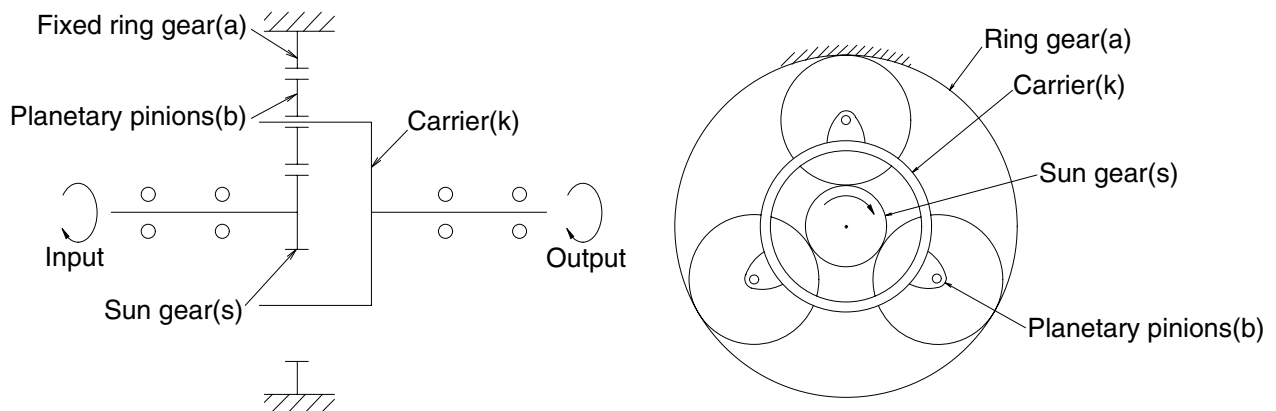 Fixed ring gear(a)
Planetary pinions(b)
Carrier(k)
Input
Output
Sun gear(s)
Ring gear(a)
Carrier(k)
Sun gear(s)
Planetary pinions(b)